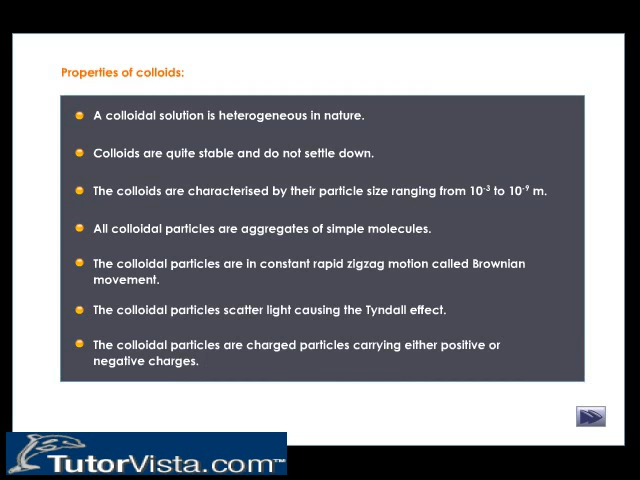 Properties of colloids:
A colloidal solution is heterogeneous in nature.
Colloids are quite stable and do not settle down.
The colloids are characterised by their particle size ranging from 10⁻³ to 10⁻⁹ m.
All colloidal particles are aggregates of simple molecules.
The colloidal particles are in constant rapid zigzag motion called Brownian
movement.
The colloidal particles scatter light causing the Tyndall effect.
The colloidal particles are charged particles carrying either positive or
negative charges.
TutorVista.com™